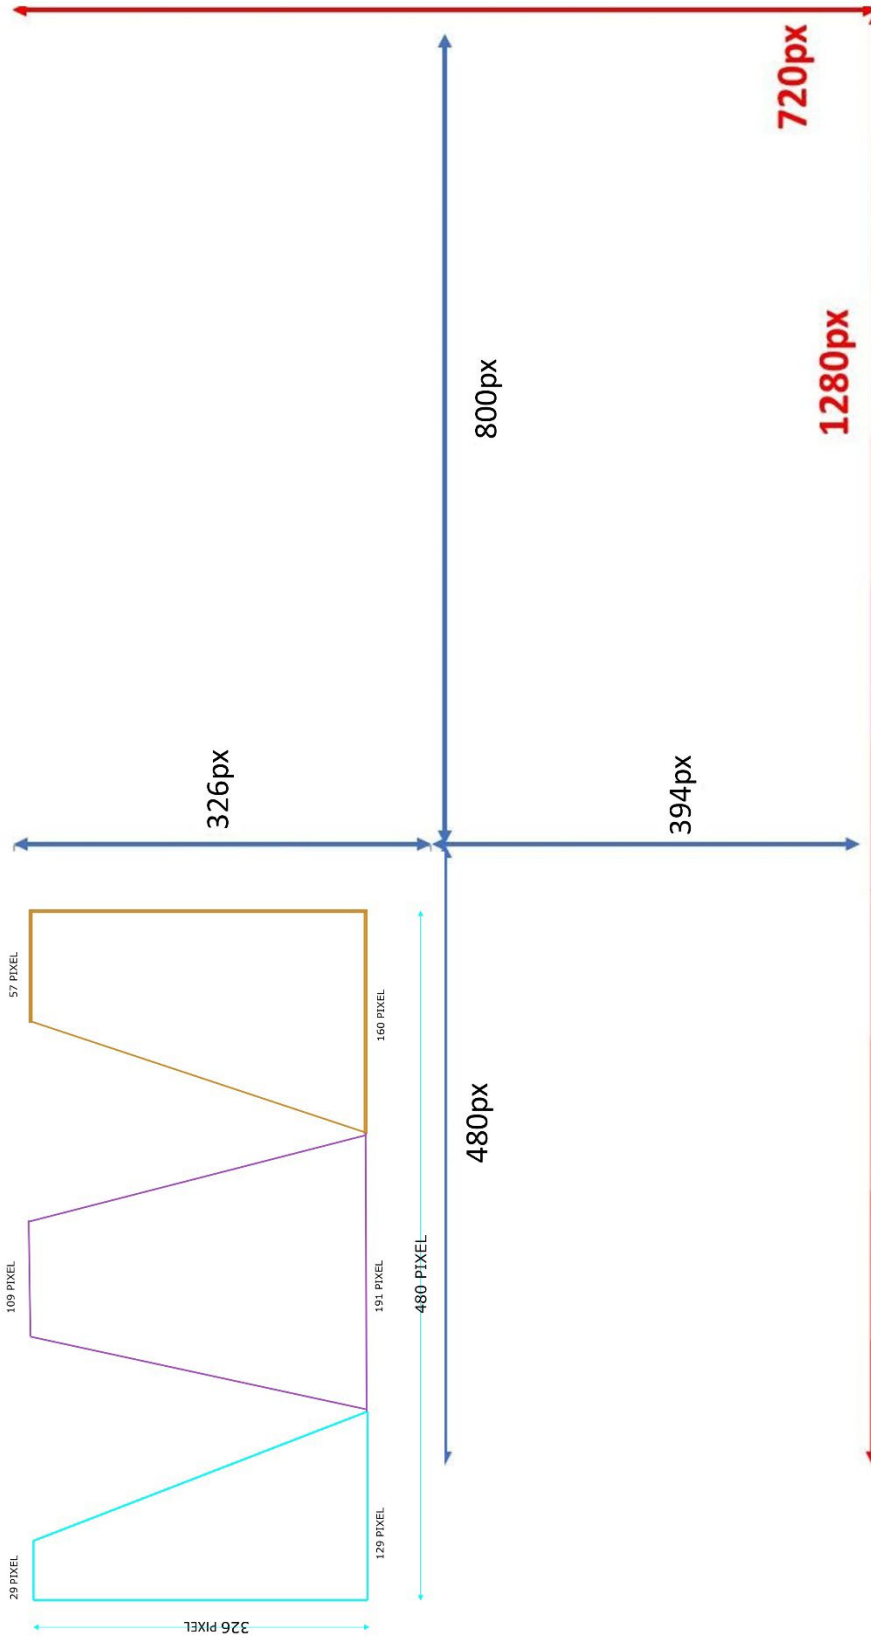 720px
1280px
800px
326px
394px
57 PIXEL
160 PIXEL
480px
109 PIXEL
191 PIXEL
480 PIXEL
29 PIXEL
129 PIXEL
326 PIXEL